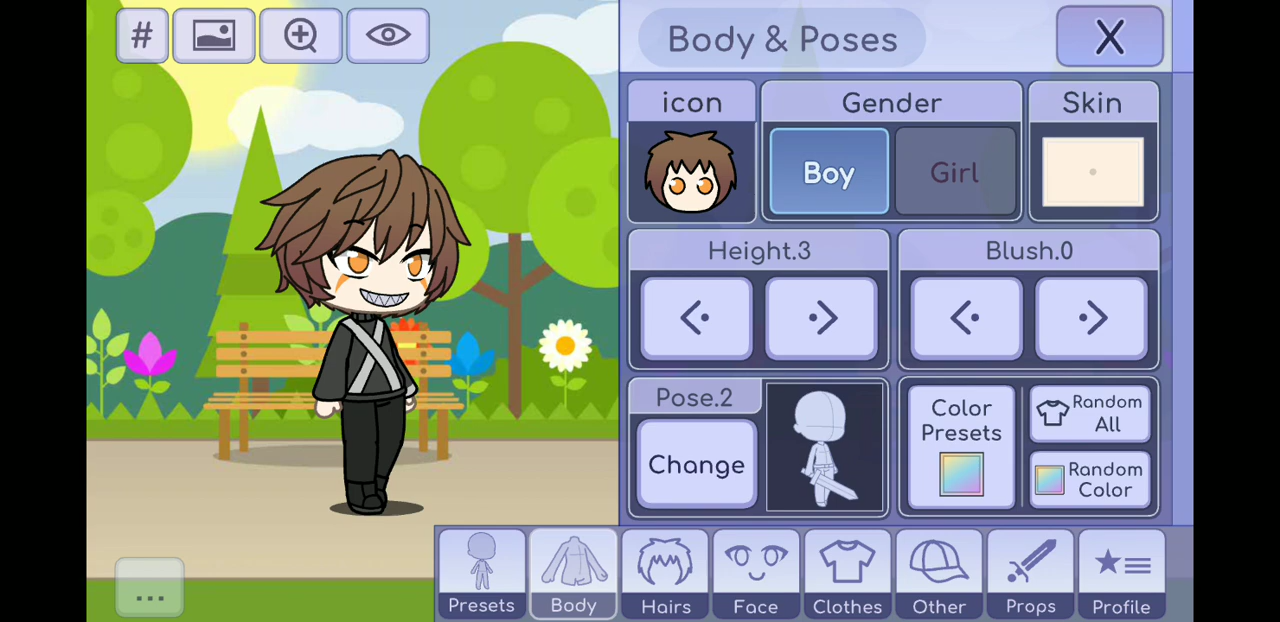 #
Body & Poses
X
icon
Gender
Skin
Boy
Girl
Height.3
Blush.0
Pose.2
Change
Color
Presets
Random
All
Random
Color
...
Presets
Body
Hairs
Face
Clothes
Other
Props
Profile